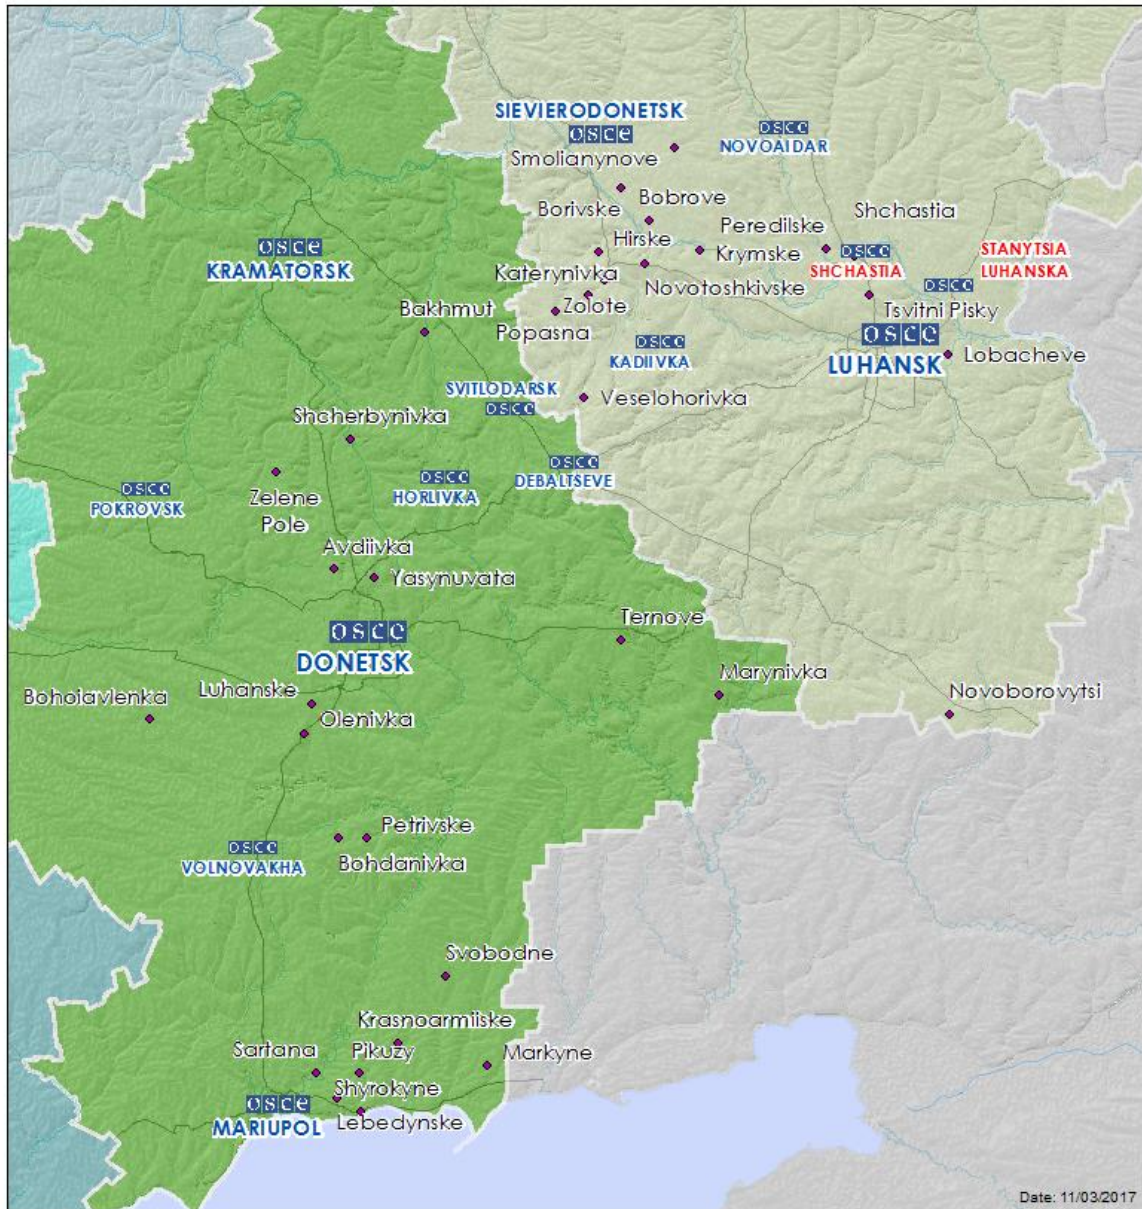 SIEVIERODONETSK
osce
osce
NOVOAIDAR
Smolianynove
Bobrove
Borivske
Shchastia
Peredilske
Hirske
osce
KRAMATORSK
Krymske
osce
SHCHASTIA
STANYTSIA
LUHANSKA
Katerynivka
Novotoshkivske
osce
Zolote
Tsvitni Pisky
Bakhmut
Popasna
osce
LUHANSK
osce
KADIIVKA
Lobacheve
SVITLODARSK
osce
Veselohorivka
Shcherbynivka
osce
DEBALTSEVE
osce
HORLIVKA
osce
POKROVSK
Zelene
Pole
Avdiivka
Yasynuvata
Ternove
osce
DONETSK
Marynivka
Luhanske
Bohoiavlenka
Novoborovytsi
Olenivka
Petrivske
osce
VOLNOVAKHA
Bohdanivka
Svobodne
Krasnoarmiiske
Sartana
Pikuzy
Markyne
Shyrokyne
osce
MARIUPOL
Lebedynske
Date: 11/03/2017